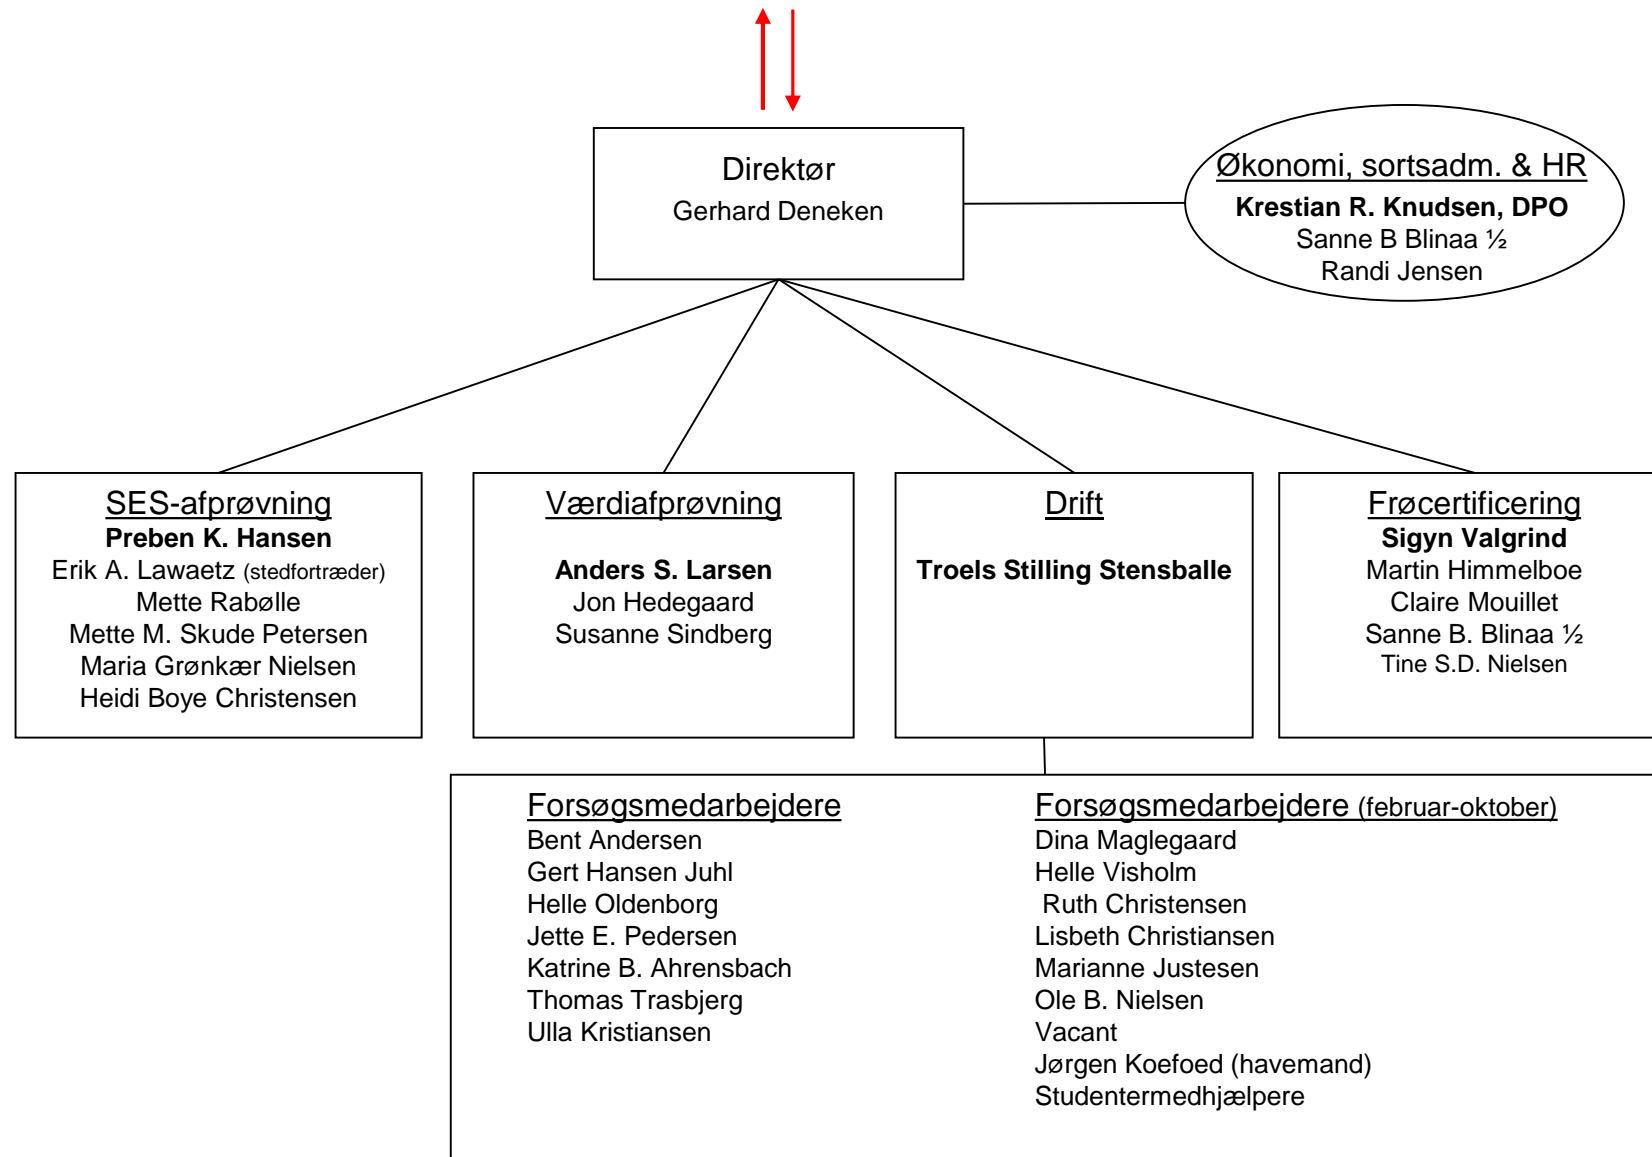 Direktør
Gerhard Deneken
Økonomi, sortsadm. & HR
Krestian R. Knudsen, DPO
Sanne B Blinaa ½
Randi Jensen
SES-afprøvning
Preben K. Hansen
Erik A. Lawaetz (stedfortræder)
Mette Rabølle
Mette M. Skude Petersen
Maria Grønkær Nielsen
Heidi Boye Christensen
Værdiafprøvning
Anders S. Larsen
Jon Hedegaard
Susanne Sindberg
Drift
Troels Stilling Stensballe
Frøcertificering
Sigyn Valgrind
Martin Himmelboe
Claire Mouillet
Sanne B. Blinaa ½
Tine S.D. Nielsen
Forsøgsmedarbejdere
Bent Andersen
Gert Hansen Juhl
Helle Oldenborg
Jette E. Pedersen
Katrine B. Ahrensbach
Thomas Trasbjerg
Ulla Kristiansen
Forsøgsmedarbejdere (februar-oktober)
Dina Maglegaard
Helle Visholm
Ruth Christensen
Lisbeth Christiansen
Marianne Justesen
Ole B. Nielsen
Vacant
Jørgen Koefoed (havemand)
Studentermedhjælpere